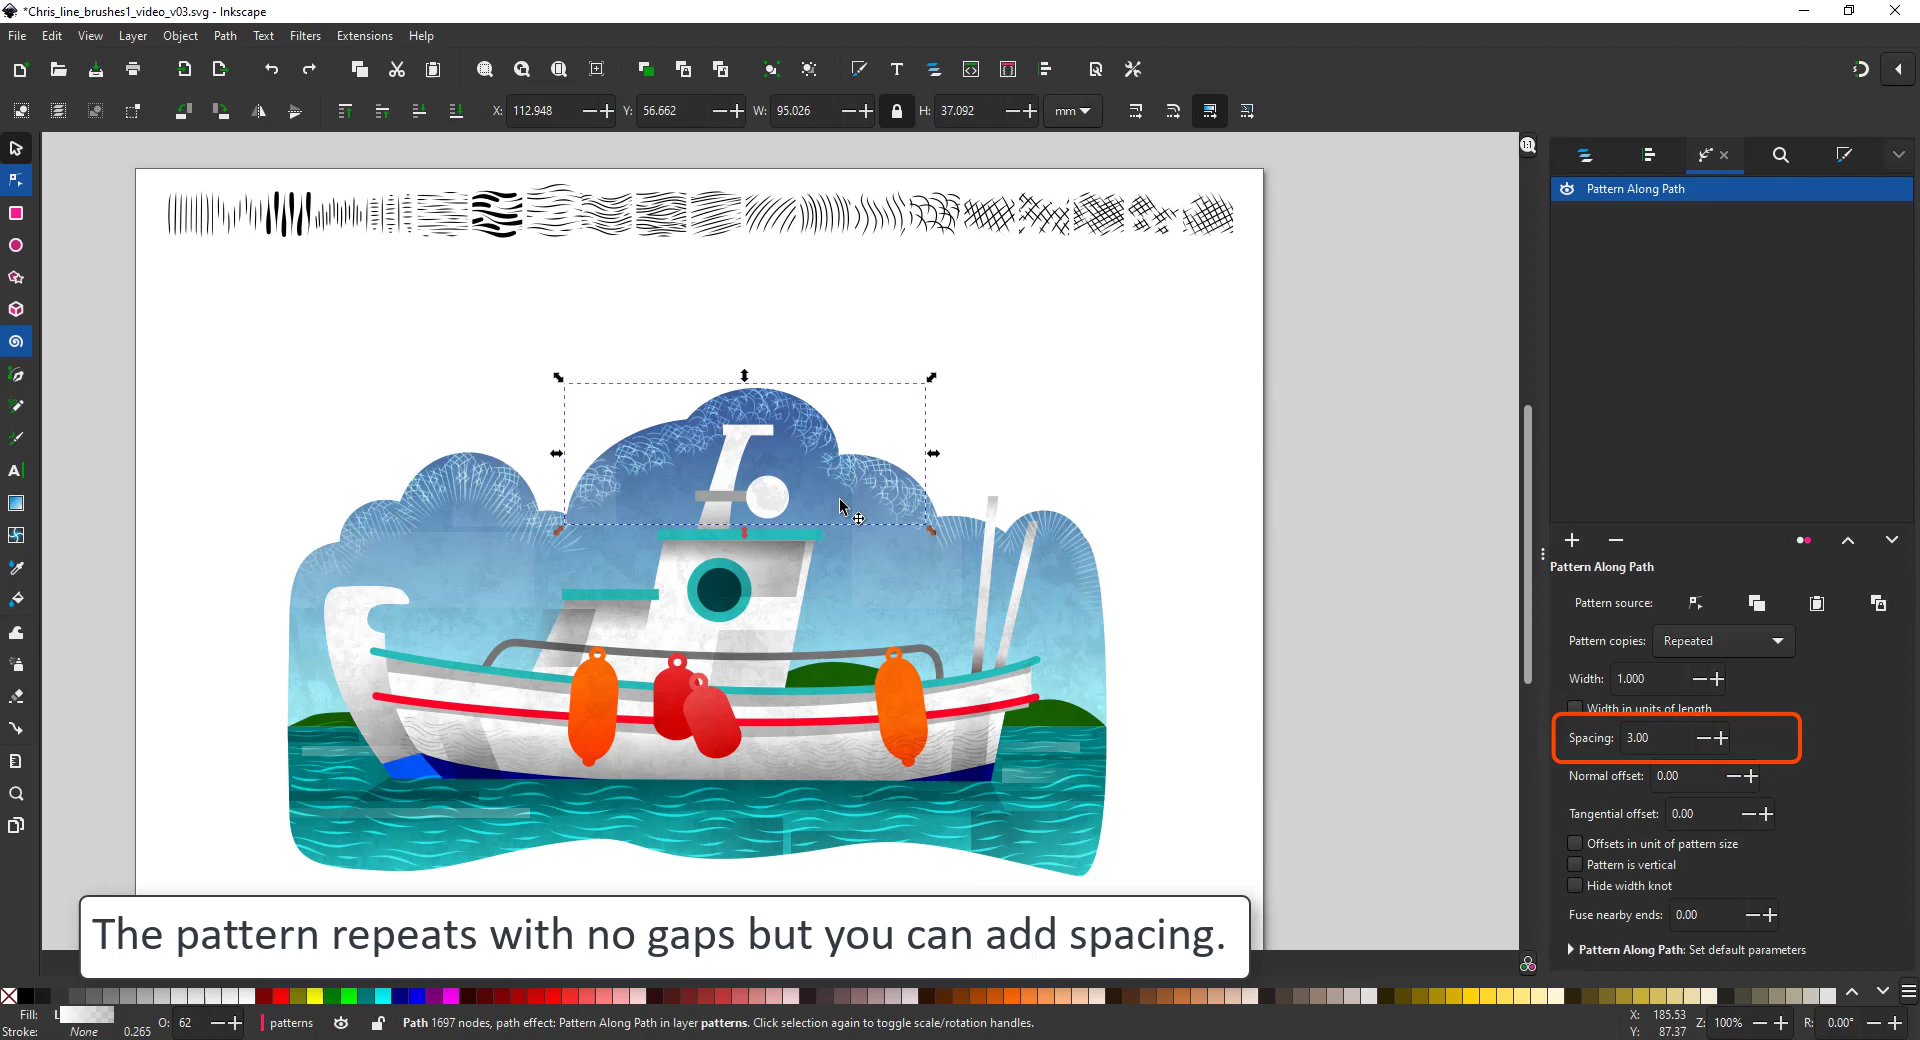 *Chris_line_brushes1_video_v03.svg - Inkscape
File Edit View Layer Object Path Text Filters Extensions Help
X: 112.948 Y: 56.662 W: 95.026 H: 37.092 mm
1:1
Pattern Along Path
Pattern Along Path
Pattern source:
Pattern copies: Repeated
Width: 1.000
Width in units of length
Spacing: 3.00
Normal offset: 0.00
Tangential offset: 0.00
Offsets in unit of pattern size
Pattern is vertical
Hide width knot
Fuse nearby ends: 0.00
Pattern Along Path: Set default parameters
The pattern repeats with no gaps but you can add spacing.
Fill: L
Stroke: None 0.265
O: 62
patterns
Path 1697 nodes, path effect: Pattern Along Path in layer patterns. Click selection again to toggle scale/rotation handles.
X: 185.53
Y: 87.37
Z: 100%
R: 0.00°